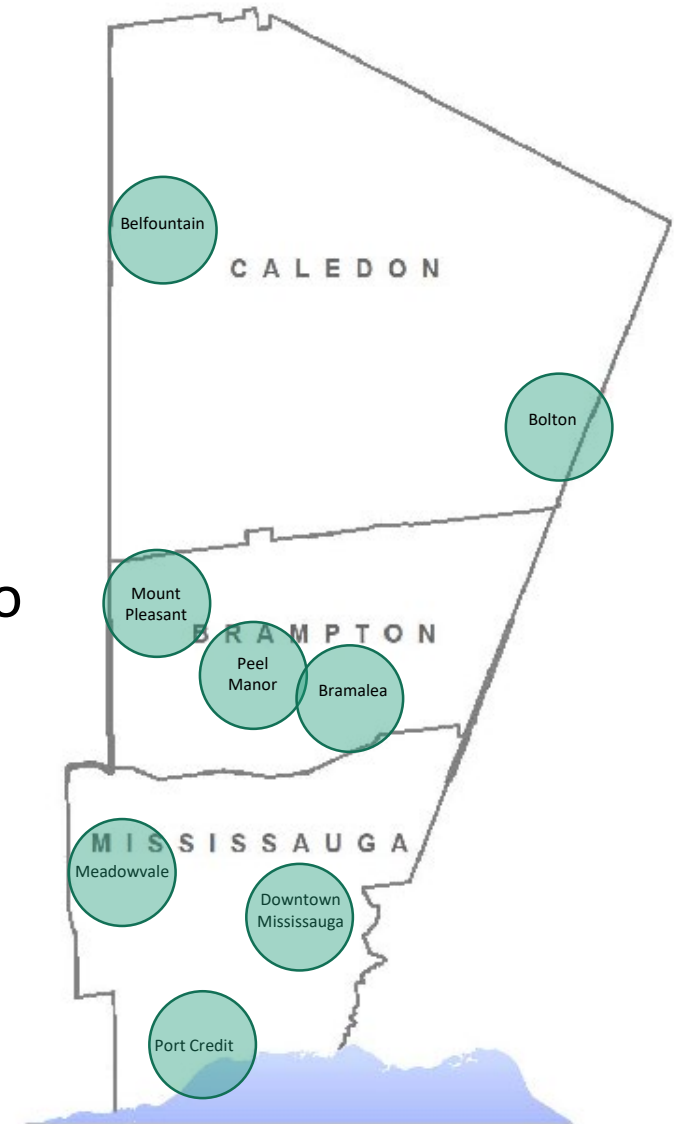 Belfountain
CALEDON
Bolton
Mount
Pleasant
o
BRAMPTON
Peel
Manor
Bramalea
MISSISSAUGA
Meadowvale
Downtown
Mississauga
Port Credit